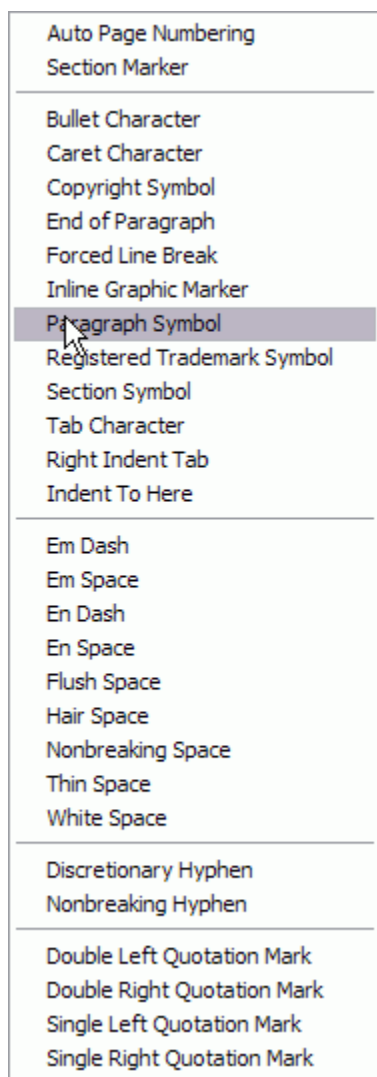 Auto Page Numbering
Section Marker
Bullet Character
Caret Character
Copyright Symbol
End of Paragraph
Forced Line Break
Inline Graphic Marker
Paragraph Symbol
Registered Trademark Symbol
Section Symbol
Tab Character
Right Indent Tab
Indent To Here
Em Dash
Em Space
En Dash
En Space
Flush Space
Hair Space
Nonbreaking Space
Thin Space
White Space
Discretionary Hyphen
Nonbreaking Hyphen
Double Left Quotation Mark
Double Right Quotation Mark
Single Left Quotation Mark
Single Right Quotation Mark